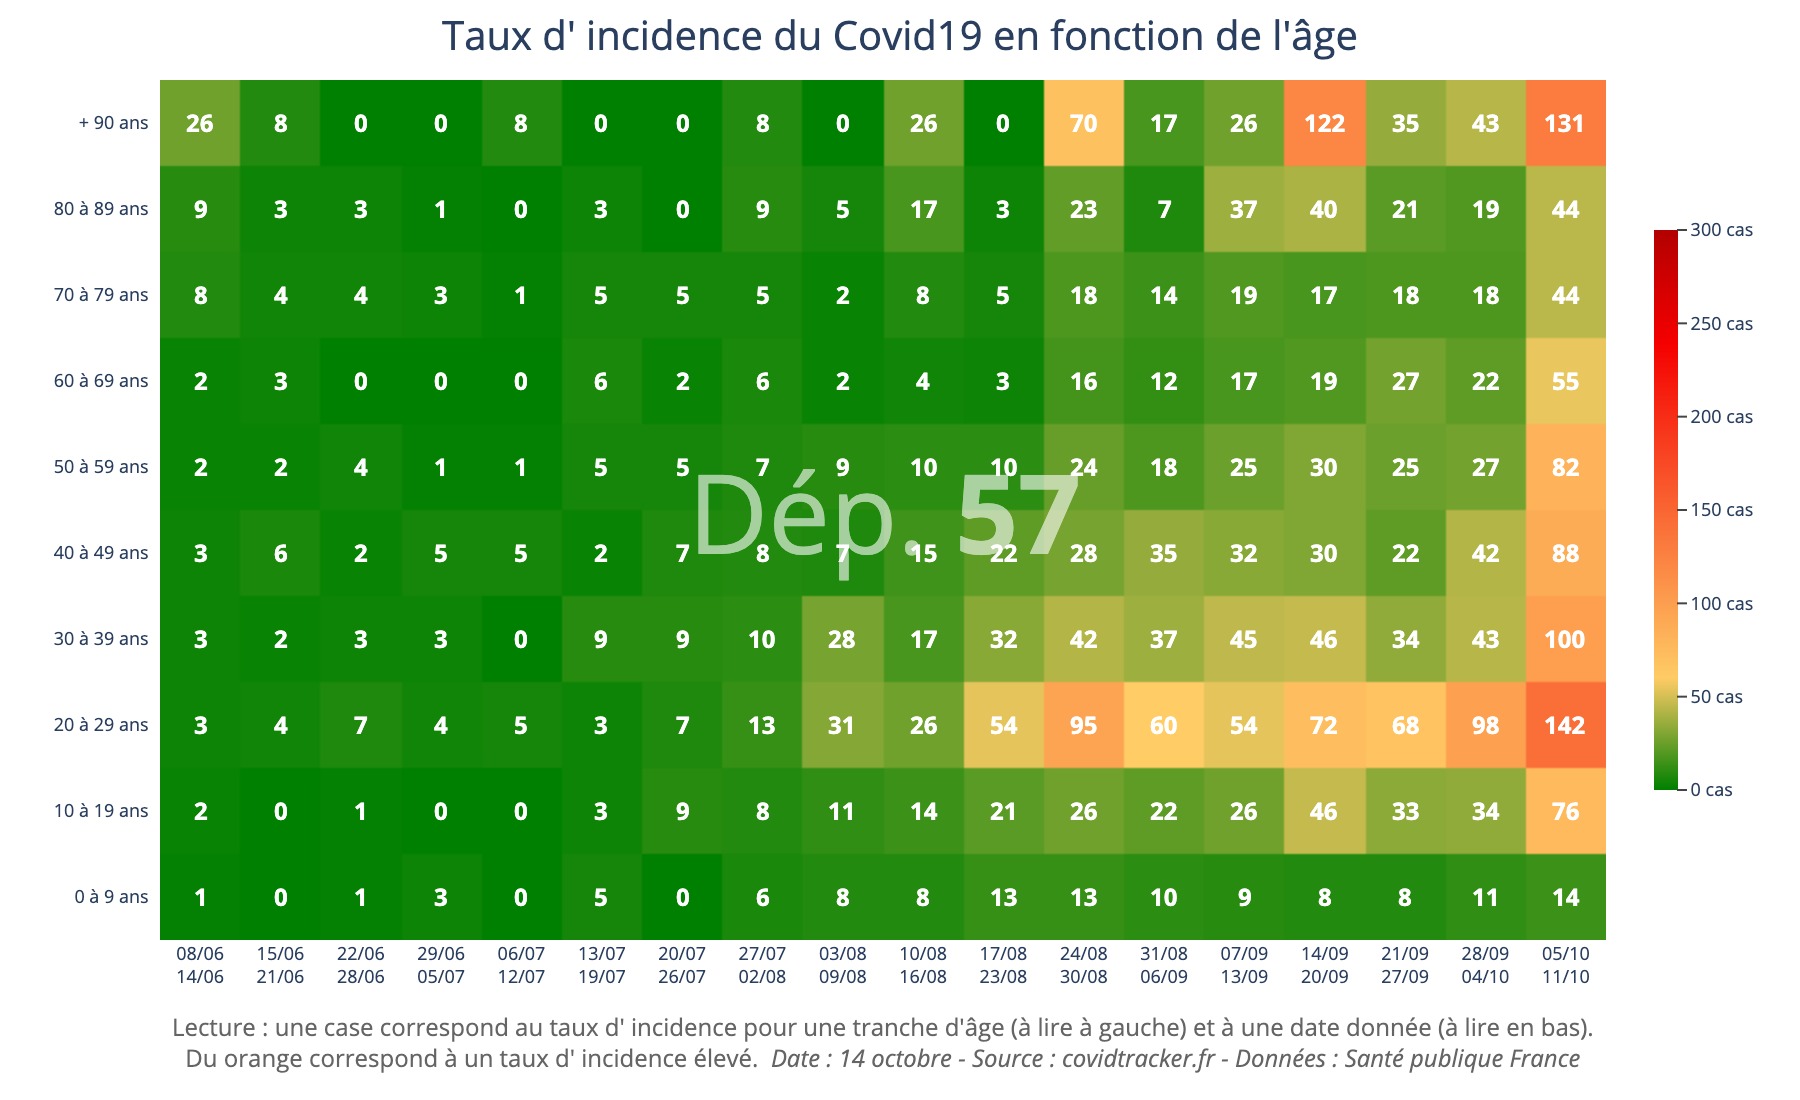 Taux d' incidence du Covid19 en fonction de l'âge
+ 90 ans 26 8 0 0 8 0 0 8 0 26 0 70 17 26 122 35 43 131
80 à 89 ans 9 3 3 1 0 3 0 9 5 17 3 23 7 37 40 21 19 44
70 à 79 ans 8 4 4 3 1 5 5 5 2 8 5 18 14 19 17 18 18 44
60 à 69 ans 2 3 0 0 0 6 2 6 2 4 3 16 12 17 19 27 22 55
50 à 59 ans 2 2 4 1 1 5 5 7 9 10 10 24 18 25 30 25 27 82
Dép. 57
40 à 49 ans 3 6 2 5 5 2 7 8 7 15 22 28 35 32 30 22 42 88
30 à 39 ans 3 2 3 3 0 9 9 10 28 17 32 42 37 45 46 34 43 100
20 à 29 ans 3 4 7 4 5 3 7 13 31 26 54 95 60 54 72 68 98 142
10 à 19 ans 2 0 1 0 0 3 9 8 11 14 21 26 22 26 46 33 34 76
0 à 9 ans 1 0 1 3 0 5 0 6 8 8 13 13 10 9 8 8 11 14
08/06 15/06 22/06 29/06 06/07 13/07 20/07 27/07 03/08 10/08 17/08 24/08 31/08 07/09 14/09 21/09 28/09 05/10
14/06 21/06 28/06 05/07 12/07 19/07 26/07 02/08 09/08 16/08 23/08 30/08 06/09 13/09 20/09 27/09 04/10 11/10
300 cas
250 cas
200 cas
150 cas
100 cas
50 cas
0 cas
Lecture : une case correspond au taux d' incidence pour une tranche d'âge (à lire à gauche) et à une date donnée (à lire en bas).
Du orange correspond à un taux d' incidence élevé. Date : 14 octobre - Source : covidtracker.fr - Données : Santé publique France